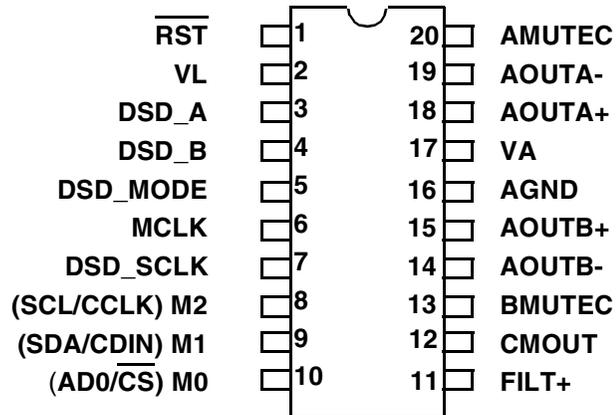 RST 1 20 AMUTEC
VL 2 19 AOUTA-
DSD_A 3 18 AOUTA+
DSD_B 4 17 VA
DSD_MODE 5 16 AGND
MCLK 6 15 AOUTB+
DSD_SCLK 7 14 AOUTB-
(SCL/CCLK) M2 8 13 BMUTEC
(SDA/CDIN) M1 9 12 CMOUT
(AD0/CS) M0 10 11 FILT+